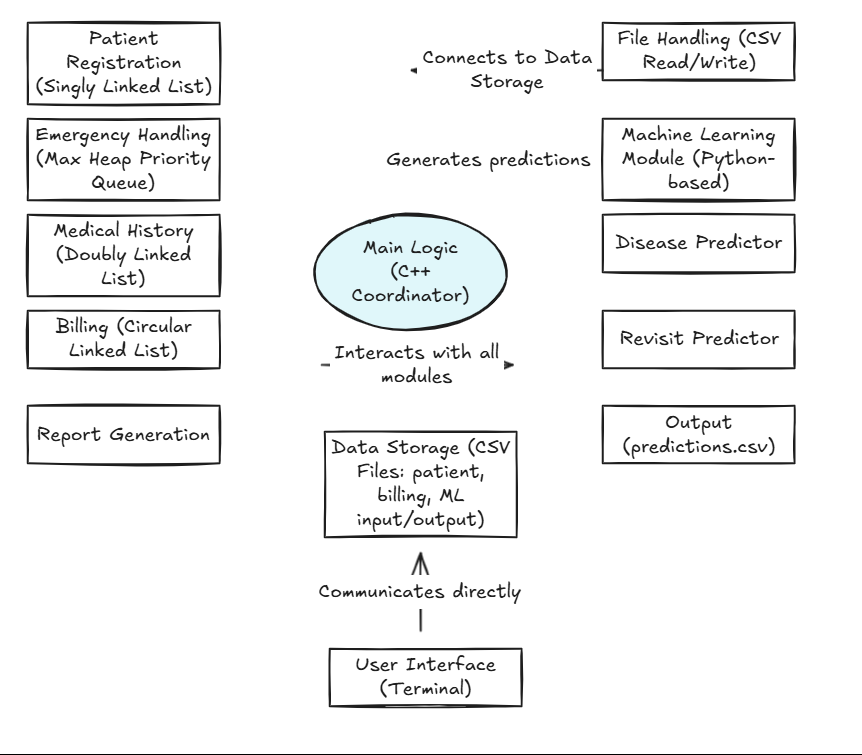 Patient
Registration
(Singly Linked List)
Emergency Handling
(Max Heap Priority
Queue)
Medical History
(Doubly Linked
List)
Billing (Circular
Linked List)
Report Generation
Connects to Data
Storage
Generates predictions
Main Logic
(C++
Coordinator)
Interacts with all
modules
Data Storage (CSV
Files: patient,
billing, ML
input/output)
Communicates directly
User Interface
(Terminal)
File Handling (CSV
Read/Write)
Machine Learning
Module (Python-
based)
Disease Predictor
Revisit Predictor
Output
(predictions.csv)